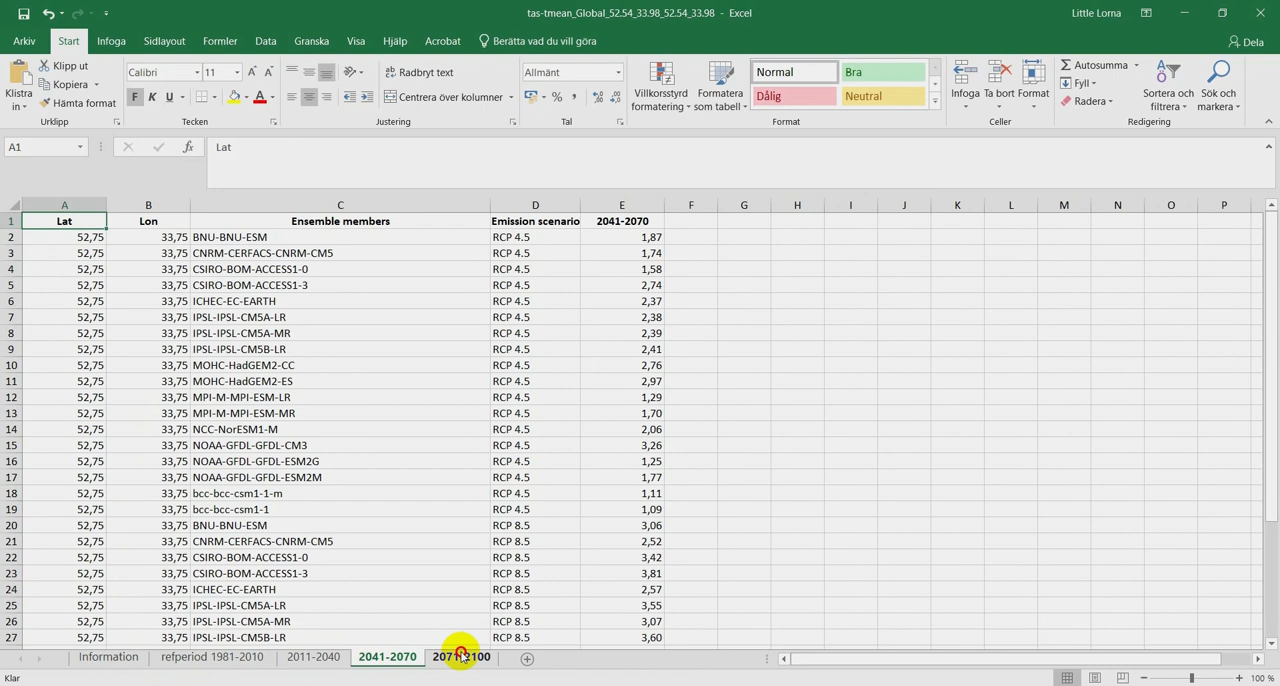 tas-tmean_Global_52.54_33.98_52.54_33.98 - Excel
Little Lorna
Arkiv Start Infoga Sidlayout Formler Data Granska Visa Hjälp Acrobat Berätta vad du vill göra Dela
Klistra in
Klipp ut
Kopiera
Hämta format
Urklipp
Calibri 11
F K U
Tecken
Radbryt text
Centrera över kolumner
Justering
Allmänt
Tal
Villkorsstyrd formatering
Formatera som tabell
Normal Bra
Dålig Neutral
Format
Infoga Ta bort Format
Celler
Autosumma
Fyll
Radera
Sortera och filtrera
Sök och markera
Redigering
A1 fx Lat
A B C D E F G H I J K L M N O P
1 Lat Lon Ensemble members Emission scenario 2041-2070
2 52,75 33,75 BNU-BNU-ESM RCP 4.5 1,87
3 52,75 33,75 CNRM-CERFACS-CNRM-CM5 RCP 4.5 1,74
4 52,75 33,75 CSIRO-BOM-ACCESS1-0 RCP 4.5 1,58
5 52,75 33,75 CSIRO-BOM-ACCESS1-3 RCP 4.5 2,74
6 52,75 33,75 ICHEC-EC-EARTH RCP 4.5 2,37
7 52,75 33,75 IPSL-IPSL-CM5A-LR RCP 4.5 2,38
8 52,75 33,75 IPSL-IPSL-CM5A-MR RCP 4.5 2,39
9 52,75 33,75 IPSL-IPSL-CM5B-LR RCP 4.5 2,41
10 52,75 33,75 MOHC-HadGEM2-CC RCP 4.5 2,76
11 52,75 33,75 MOHC-HadGEM2-ES RCP 4.5 2,97
12 52,75 33,75 MPI-M-MPI-ESM-LR RCP 4.5 1,29
13 52,75 33,75 MPI-M-MPI-ESM-MR RCP 4.5 1,70
14 52,75 33,75 NCC-NorESM1-M RCP 4.5 2,06
15 52,75 33,75 NOAA-GFDL-GFDL-CM3 RCP 4.5 3,26
16 52,75 33,75 NOAA-GFDL-GFDL-ESM2G RCP 4.5 1,25
17 52,75 33,75 NOAA-GFDL-GFDL-ESM2M RCP 4.5 1,77
18 52,75 33,75 bcc-bcc-csm1-1-m RCP 4.5 1,11
19 52,75 33,75 bcc-bcc-csm1-1 RCP 4.5 1,09
20 52,75 33,75 BNU-BNU-ESM RCP 8.5 3,06
21 52,75 33,75 CNRM-CERFACS-CNRM-CM5 RCP 8.5 2,52
22 52,75 33,75 CSIRO-BOM-ACCESS1-0 RCP 8.5 3,42
23 52,75 33,75 CSIRO-BOM-ACCESS1-3 RCP 8.5 3,81
24 52,75 33,75 ICHEC-EC-EARTH RCP 8.5 2,57
25 52,75 33,75 IPSL-IPSL-CM5A-LR RCP 8.5 3,55
26 52,75 33,75 IPSL-IPSL-CM5A-MR RCP 8.5 3,07
27 52,75 33,75 IPSL-IPSL-CM5B-LR RCP 8.5 3,60
Information refperiod 1981-2010 2011-2040 2041-2070 2071-2100
Klar 100 %